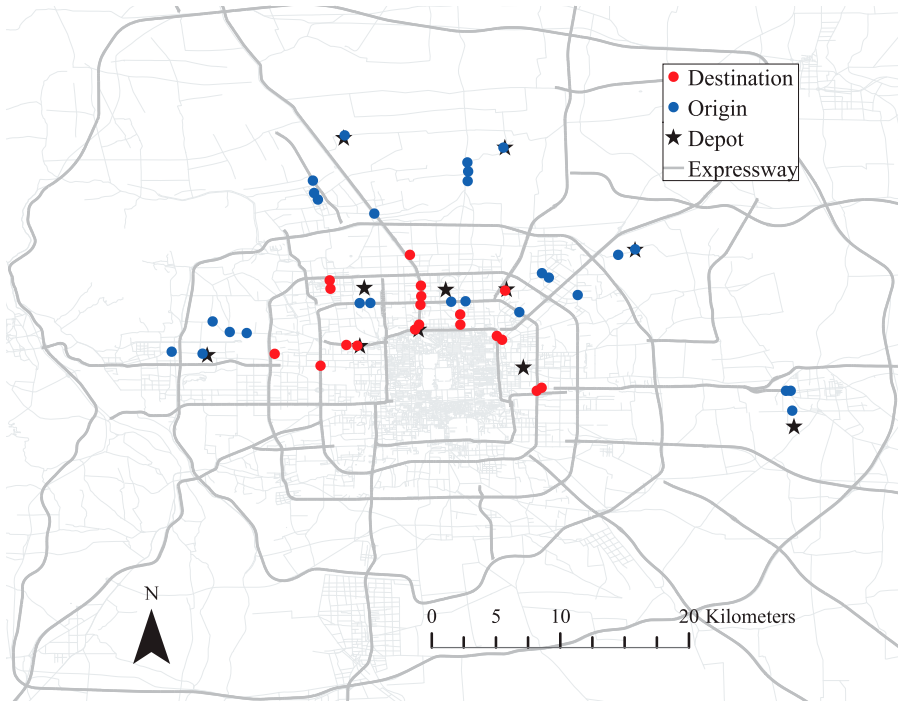 Destination
Origin
Depot
Expressway
N
0 5 10 20 Kilometers